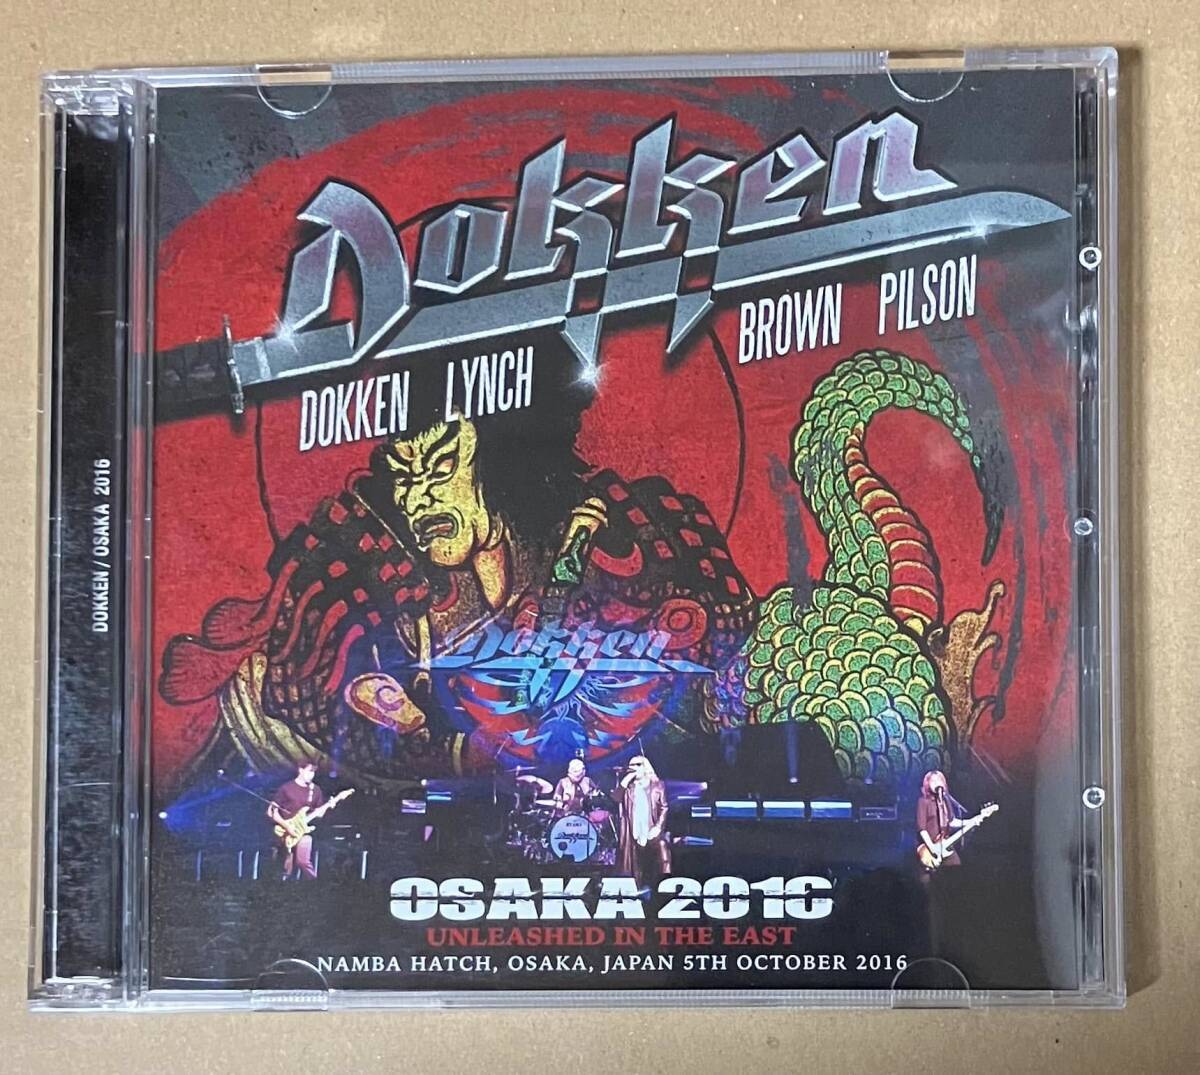 Dokken
DOKKEN LYNCH BROWN PILSON
Dokken
OSAKA 2016
UNLEASHED IN THE EAST
NAMBA HATCH, OSAKA, JAPAN 5TH OCTOBER 2016
DOKKEN / OSAKA 2016